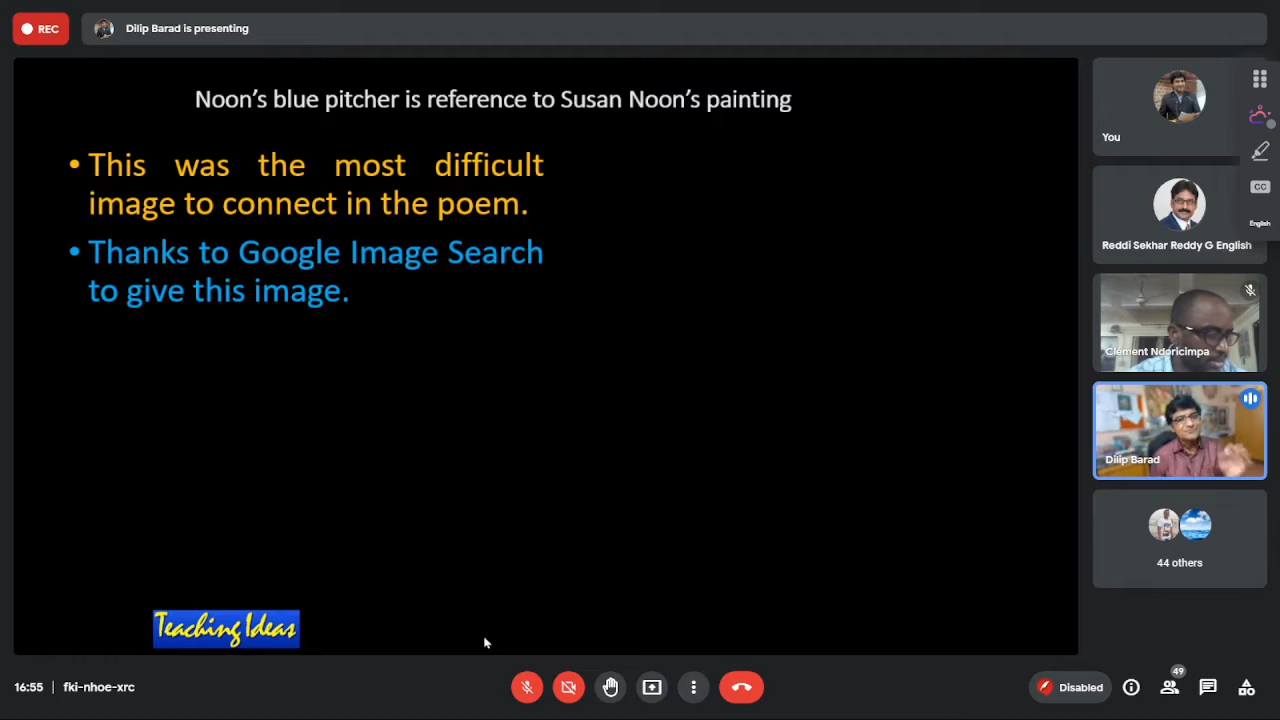 REC
Dilip Barad is presenting
Noon's blue pitcher is reference to Susan Noon's painting
• This was the most difficult
image to connect in the poem.
• Thanks to Google Image Search
to give this image.
Teaching Ideas
You
Reddi Sekhar Reddy G English
Clement Ndoricimpa
Dilip Barad
44 others
CC
English
16:55
fki-nhoe-xrc
Disabled
49